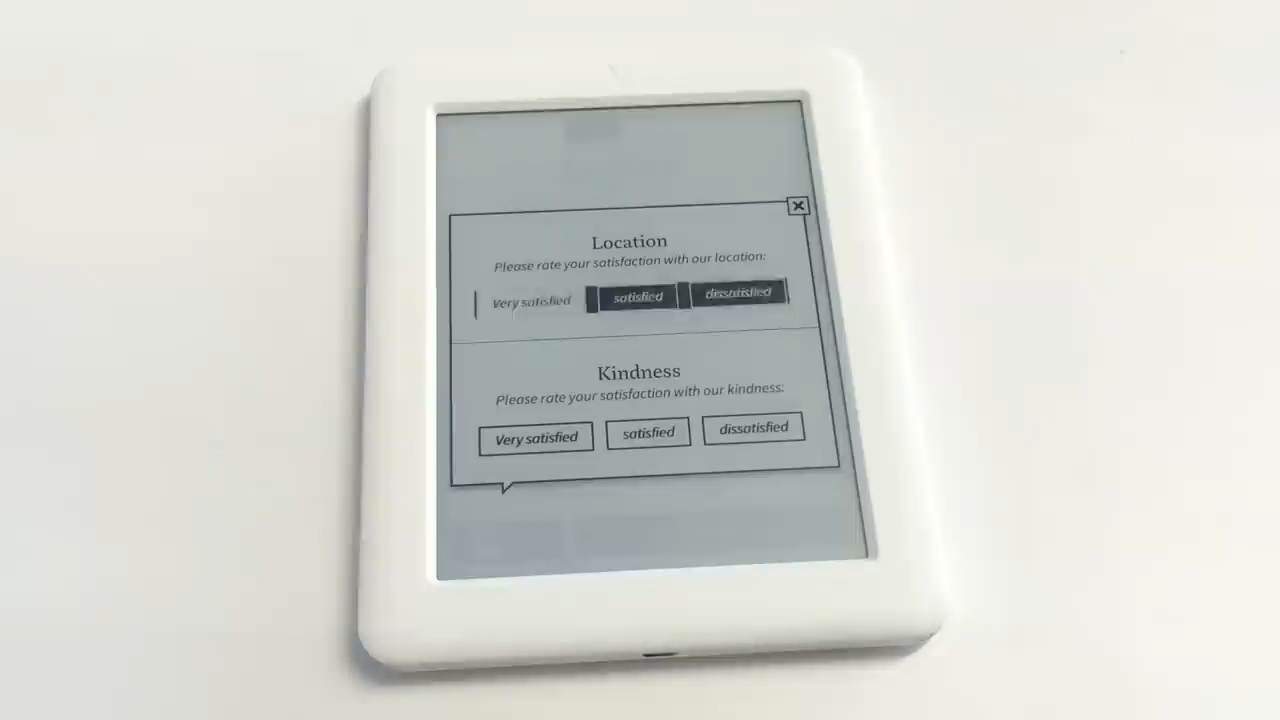 Location
Please rate your satisfaction with our location:
Very satisfied satisfied dissatisfied
Kindness
Please rate your satisfaction with our kindness:
Very satisfied satisfied dissatisfied